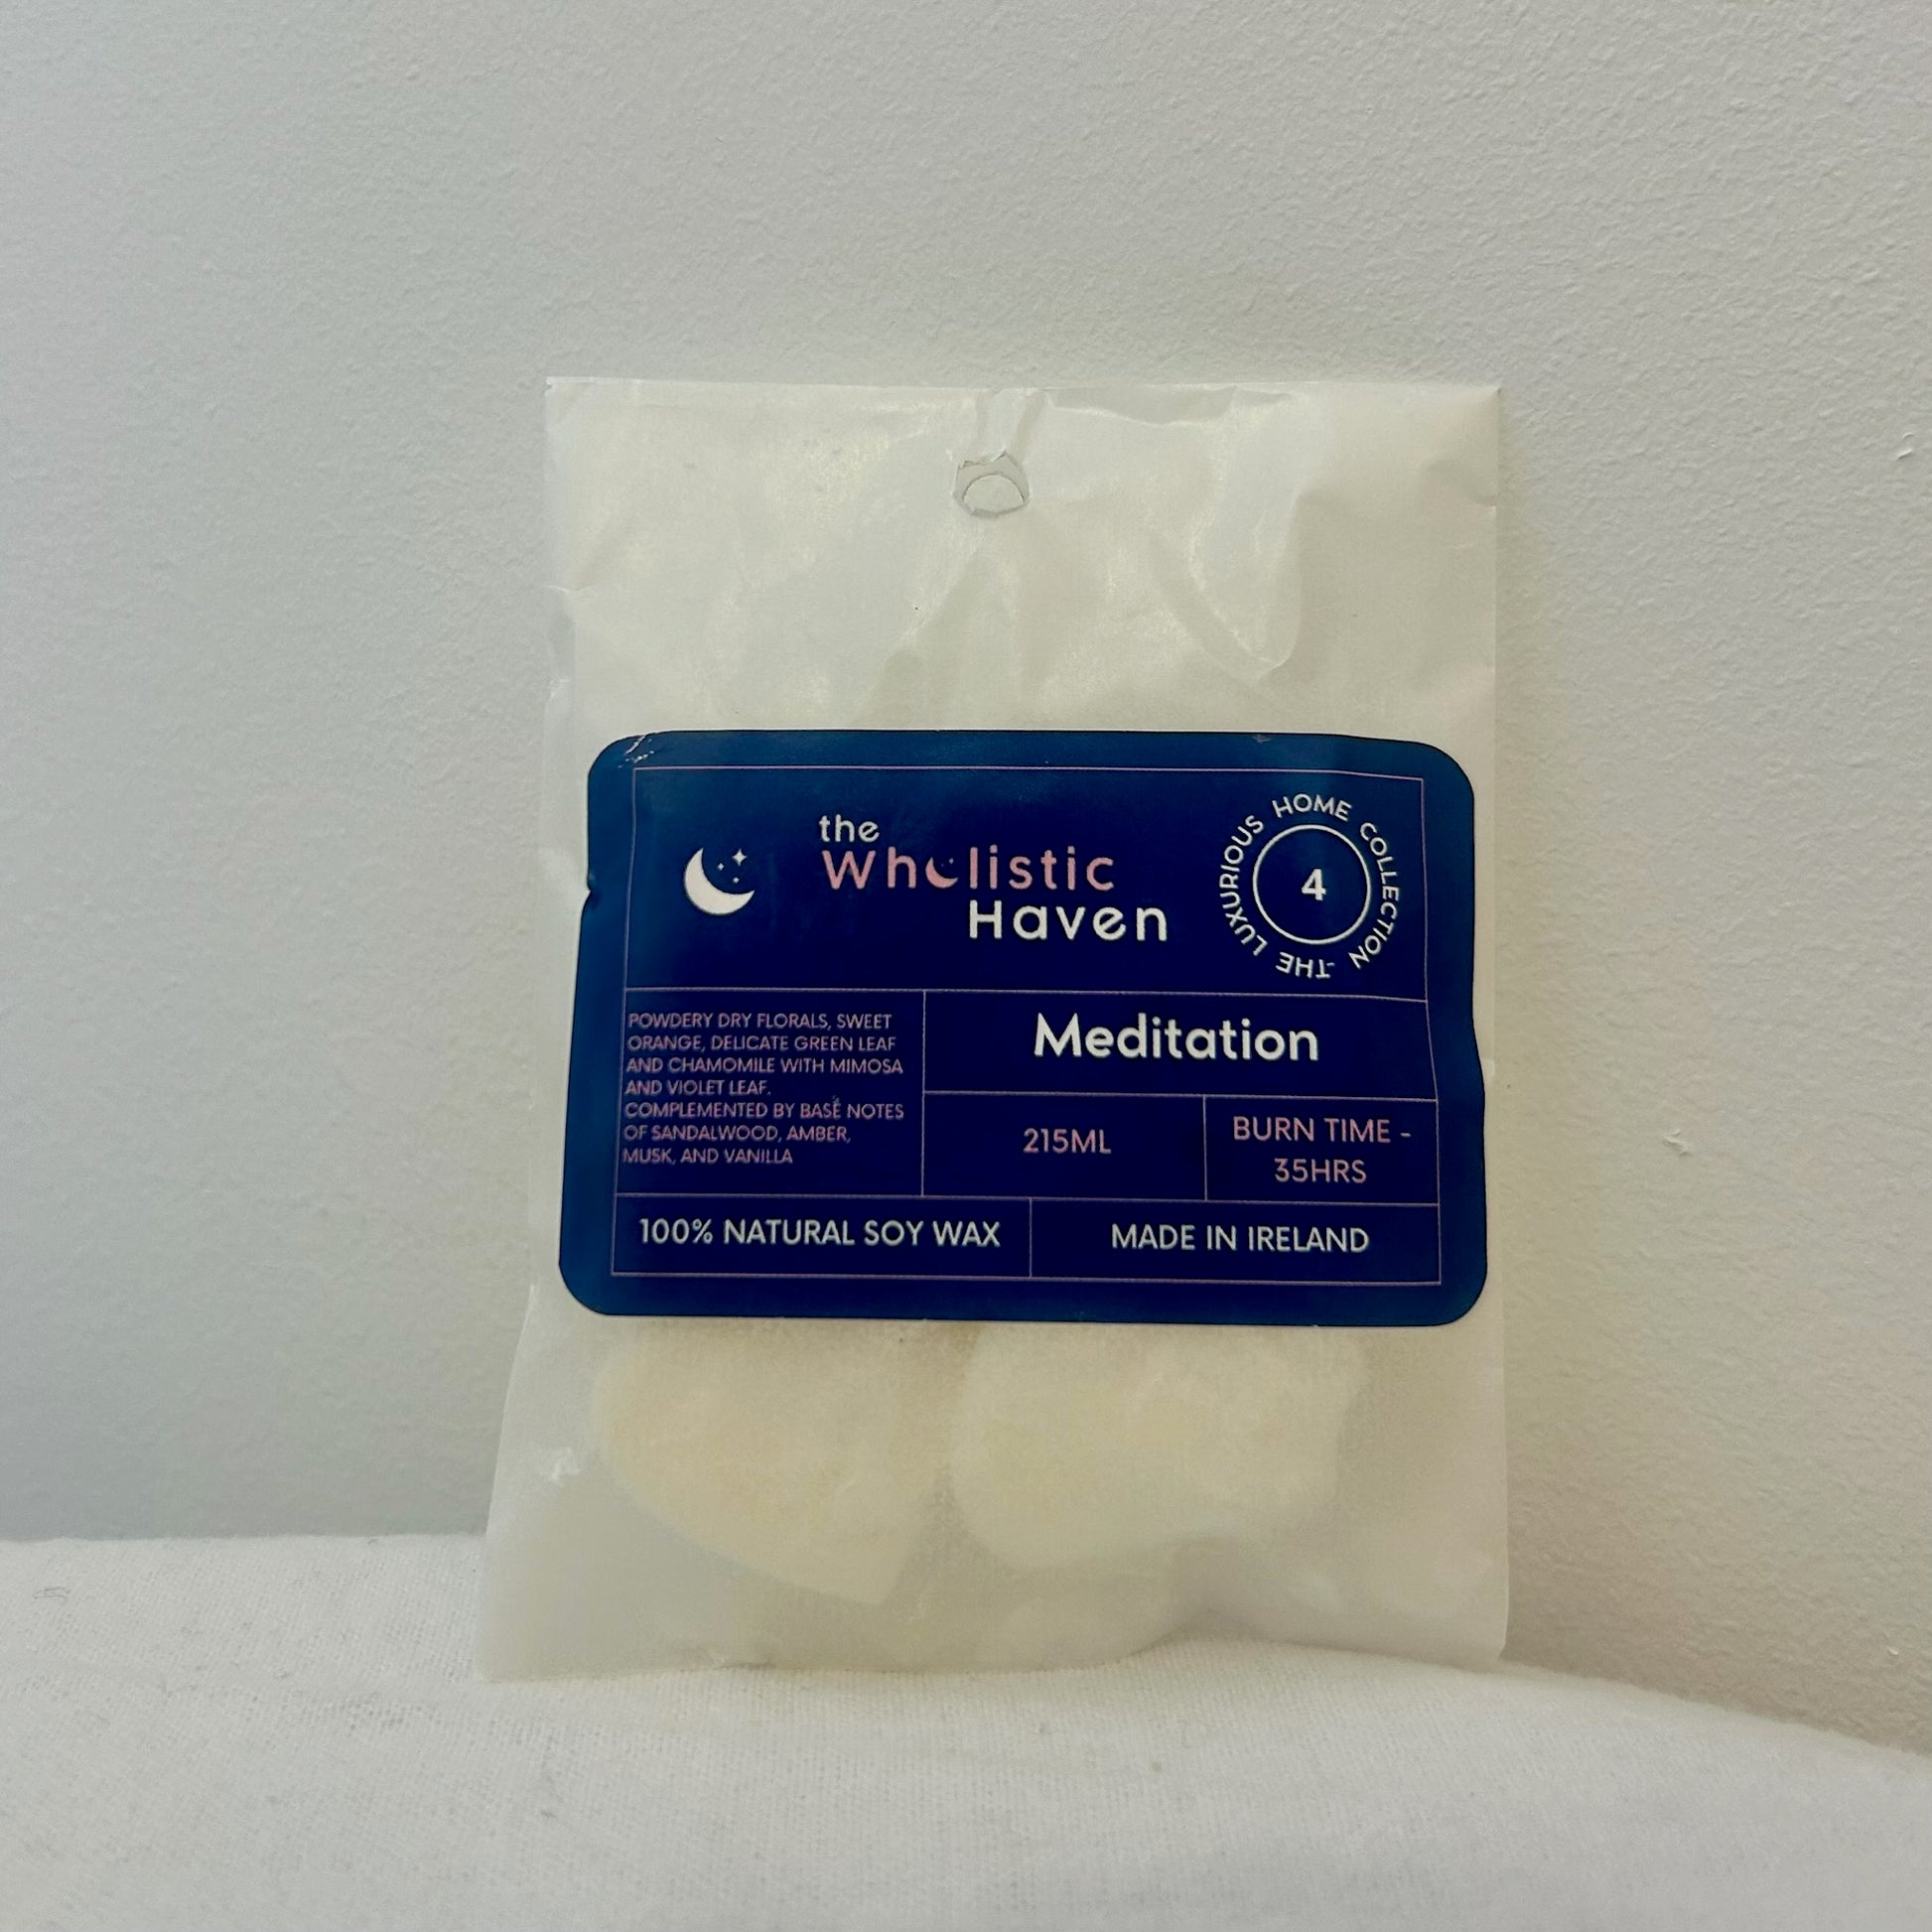 the
Wholistic
Haven
THE LUXURIOUS HOME COLLECTION -
4
POWDERY DRY FLORALS, SWEET
ORANGE, DELICATE GREEN LEAF
AND CHAMOMILE WITH MIMOSA
AND VIOLET LEAF.
COMPLEMENTED BY BASE NOTES
OF SANDALWOOD, AMBER,
MUSK, AND VANILLA
Meditation
215ML
BURN TIME -
35HRS
100% NATURAL SOY WAX
MADE IN IRELAND